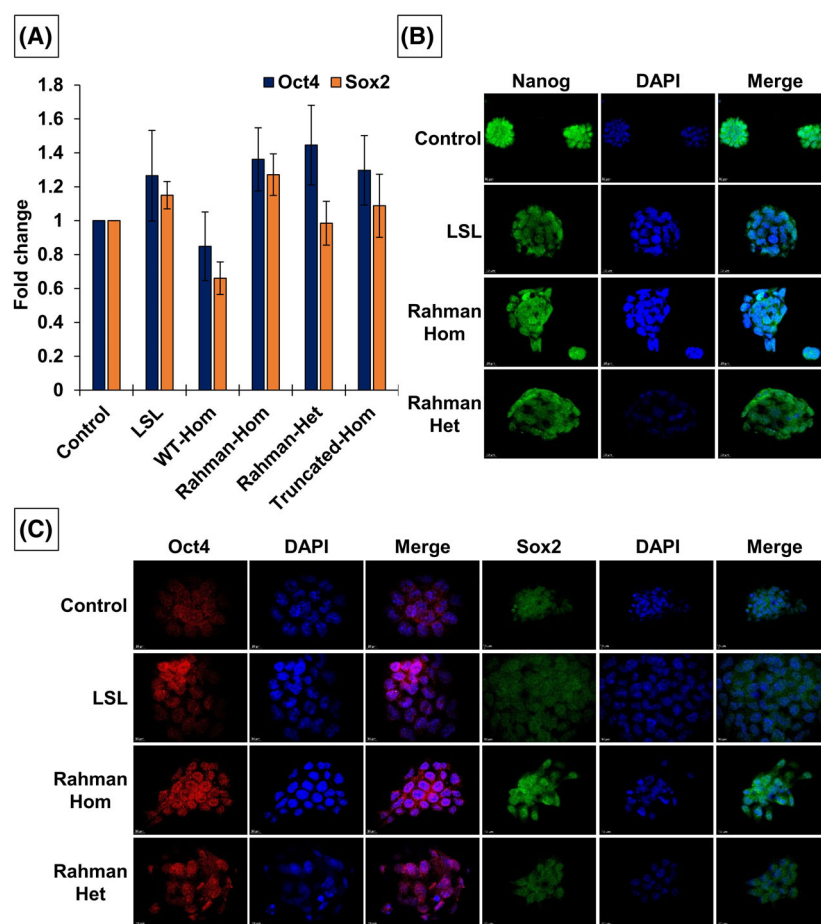 (A)
Oct4 Sox2
Fold change
1.8
1.6
1.4
1.2
1
0.8
0.6
0.4
0.2
0
Control
LSL
WT-Hom
Rahman-Hom
Rahman-Het
Truncated-Hom
(B)
Nanog DAPI Merge
Control
LSL
Rahman
Hom
Rahman
Het
(C)
Oct4 DAPI Merge Sox2 DAPI Merge
Control
LSL
Rahman
Hom
Rahman
Het